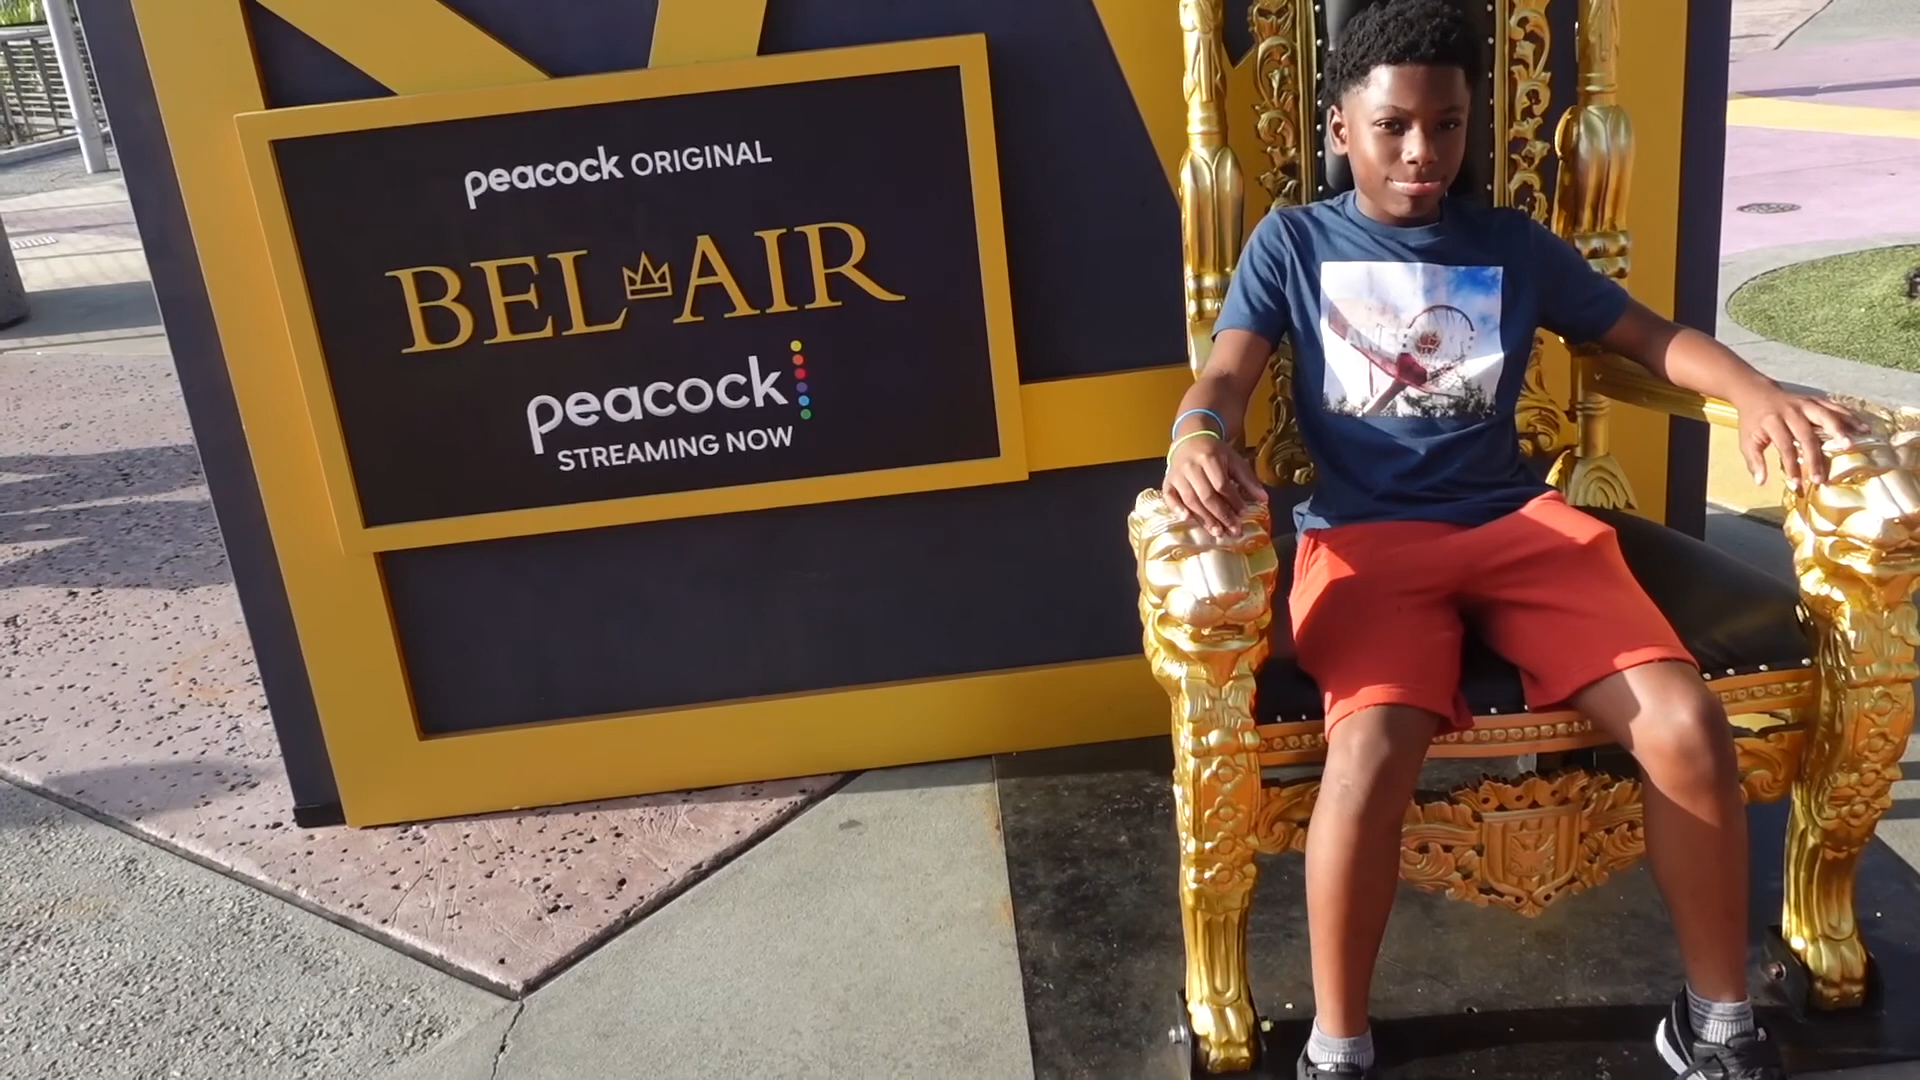 peacock ORIGINAL
BEL AIR
peacock
STREAMING NOW